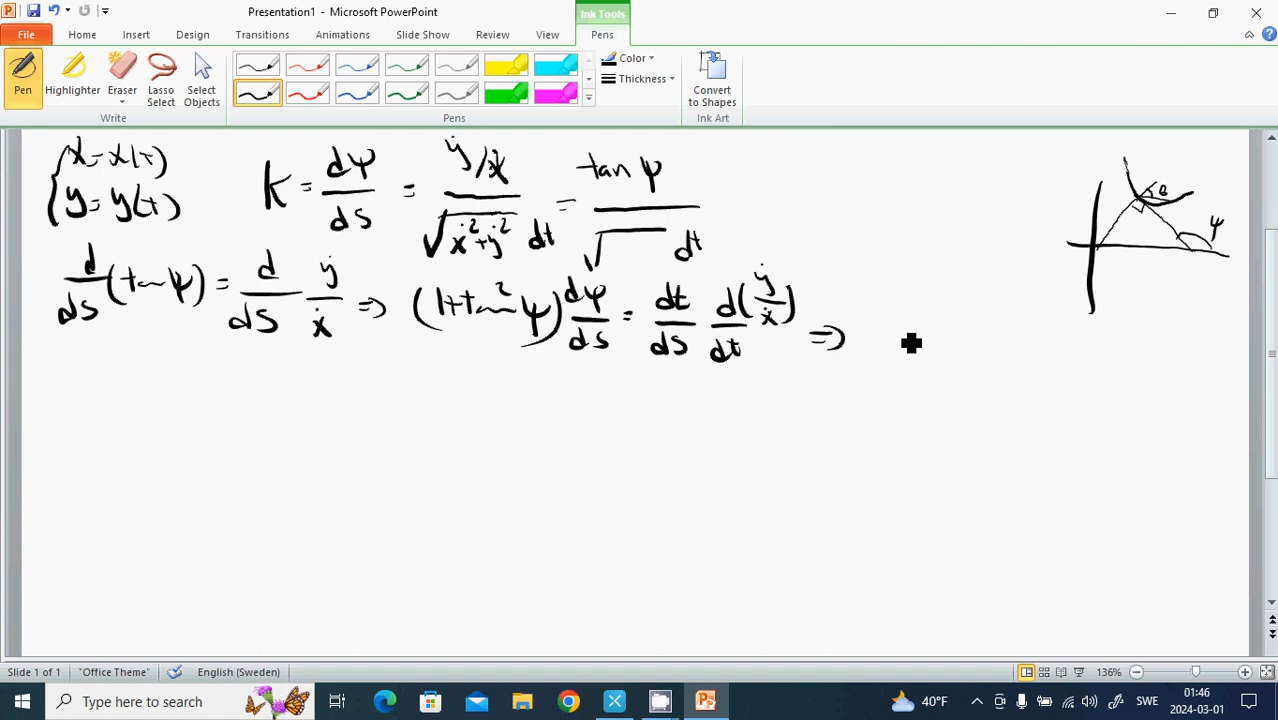 Presentation1 - Microsoft PowerPoint
Ink Tools
File Home Insert Design Transitions Animations Slide Show Review View Pens
Pen Highlighter Eraser Lasso Select Select Objects
Color
Thickness
Convert to Shapes
Write Pens Ink Art
{ x = x(t)
y = y(t)
K = dψ/ds = (ẏ/ẋ)/(√(ẋ²+ẏ²) dt) = tan ψ/(√ dt)
θ
ψ
d/ds (tan ψ) = d/ds ẏ/ẋ ⇒ (1+tan²ψ) dψ/ds = dt/ds d/dt (ẏ/ẋ) ⇒
Slide 1 of 1 "Office Theme" English (Sweden) 136%
Type here to search 40°F SWE 01:46
2024-03-01